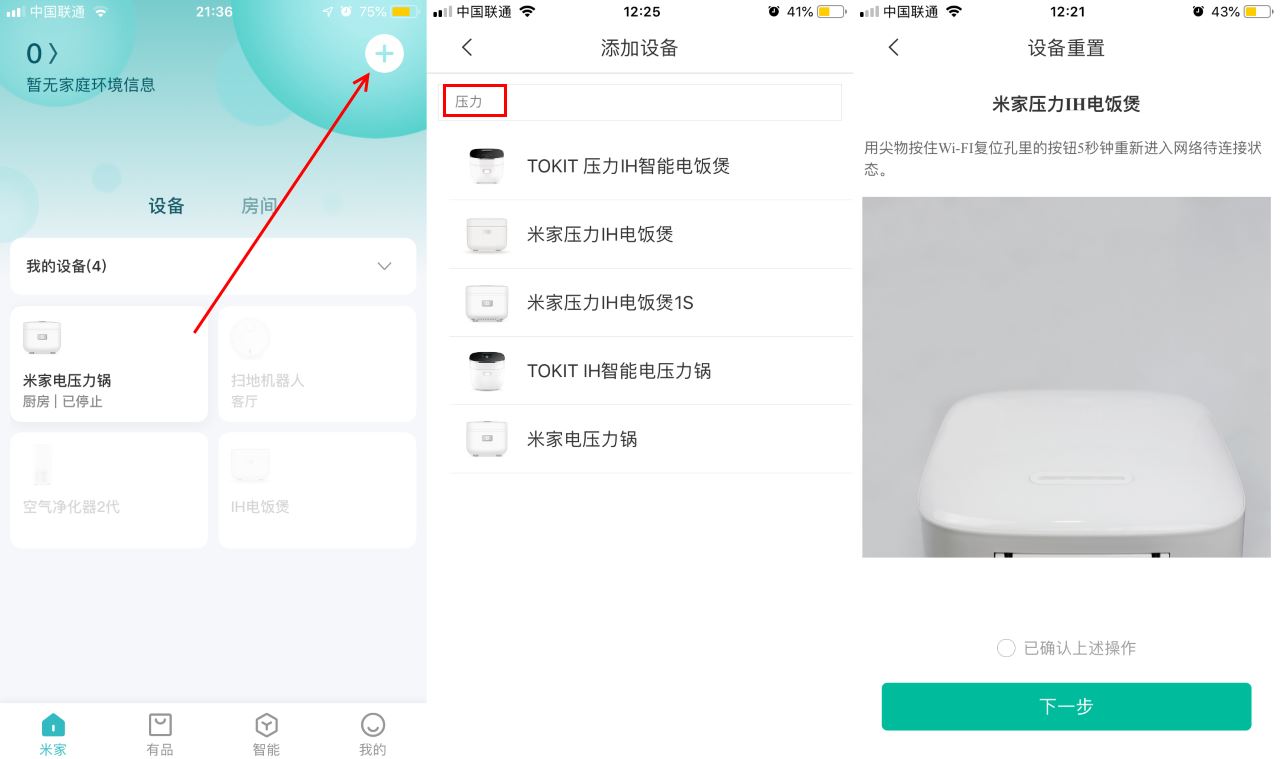 中国联通
21:36
75%
0
暂无家庭环境信息
设备
房间
我的设备(4)
米家电压力锅
厨房 | 已停止
扫地机器人
客厅
空气净化器2代
IH电饭煲
米家
有品
智能
我的
中国联通
12:25
41%
添加设备
压力
TOKIT 压力IH智能电饭煲
米家压力IH电饭煲
米家压力IH电饭煲1S
TOKIT IH智能电压力锅
米家电压力锅
中国联通
12:21
43%
设备重置
米家压力IH电饭煲
用尖物按住Wi-FI复位孔里的按钮5秒钟重新进入网络待连接状
态。
已确认上述操作
下一步